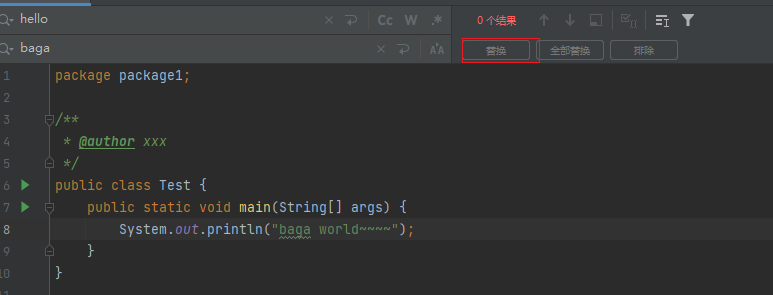 hello
Cc W .*
0 个结果
baga
替换 全部替换 排除
1 package package1;
2
3 /**
4 * @author xxx
5 */
6 public class Test {
7 public static void main(String[] args) {
8 System.out.println("baga world~~~~");
9 }
10 }